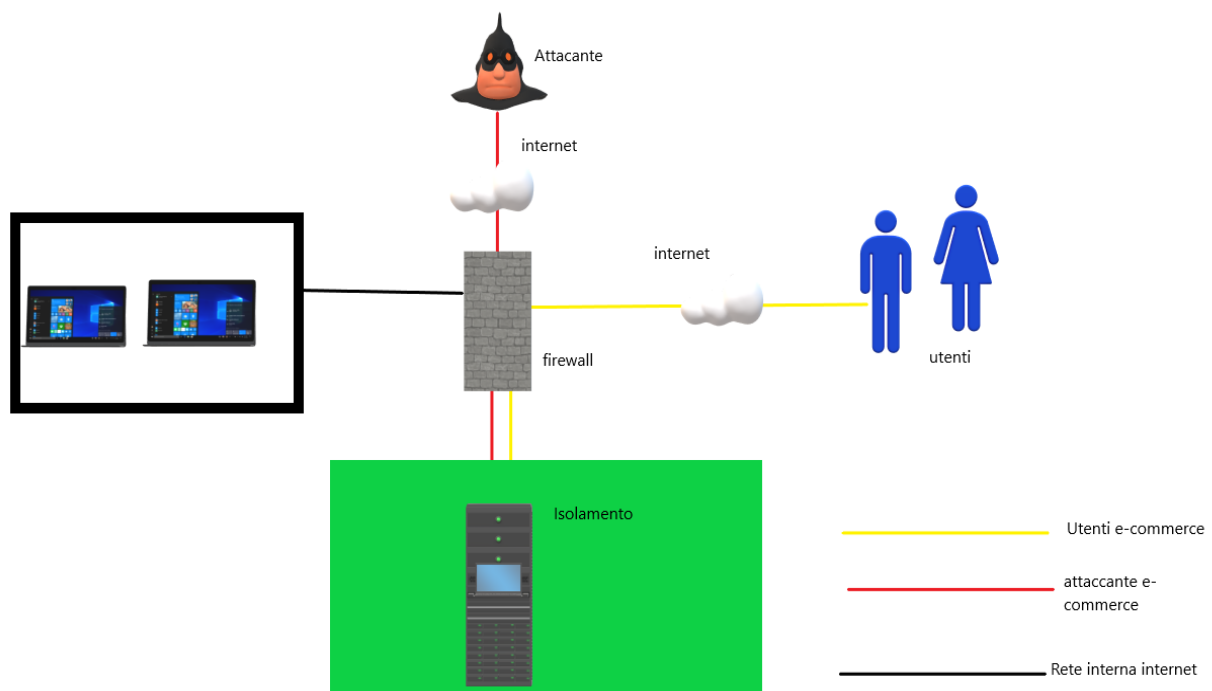 Attacante
internet
internet
firewall
utenti
Isolamento
Utenti e-commerce
attaccante e-
commerce
Rete interna internet